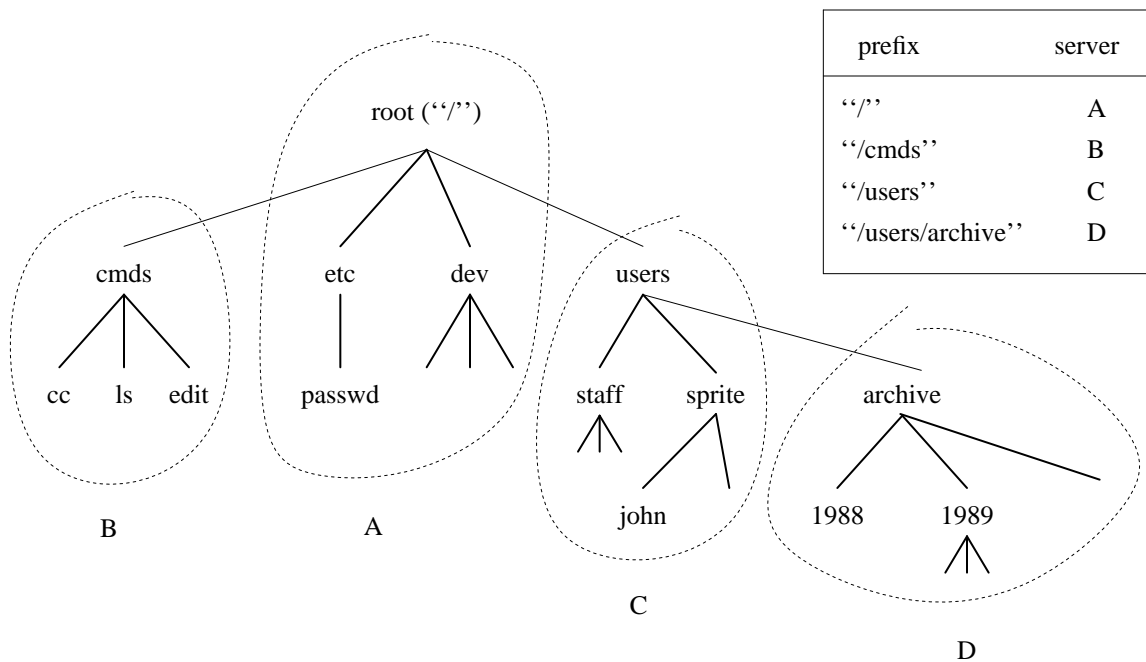 prefix server
‘‘/’’ A
‘‘/cmds’’ B
‘‘/users’’ C
‘‘/users/archive’’ D
root (‘‘/’’)
cmds etc dev users
cc ls edit passwd staff sprite archive
john 1988 1989
B A
C
D